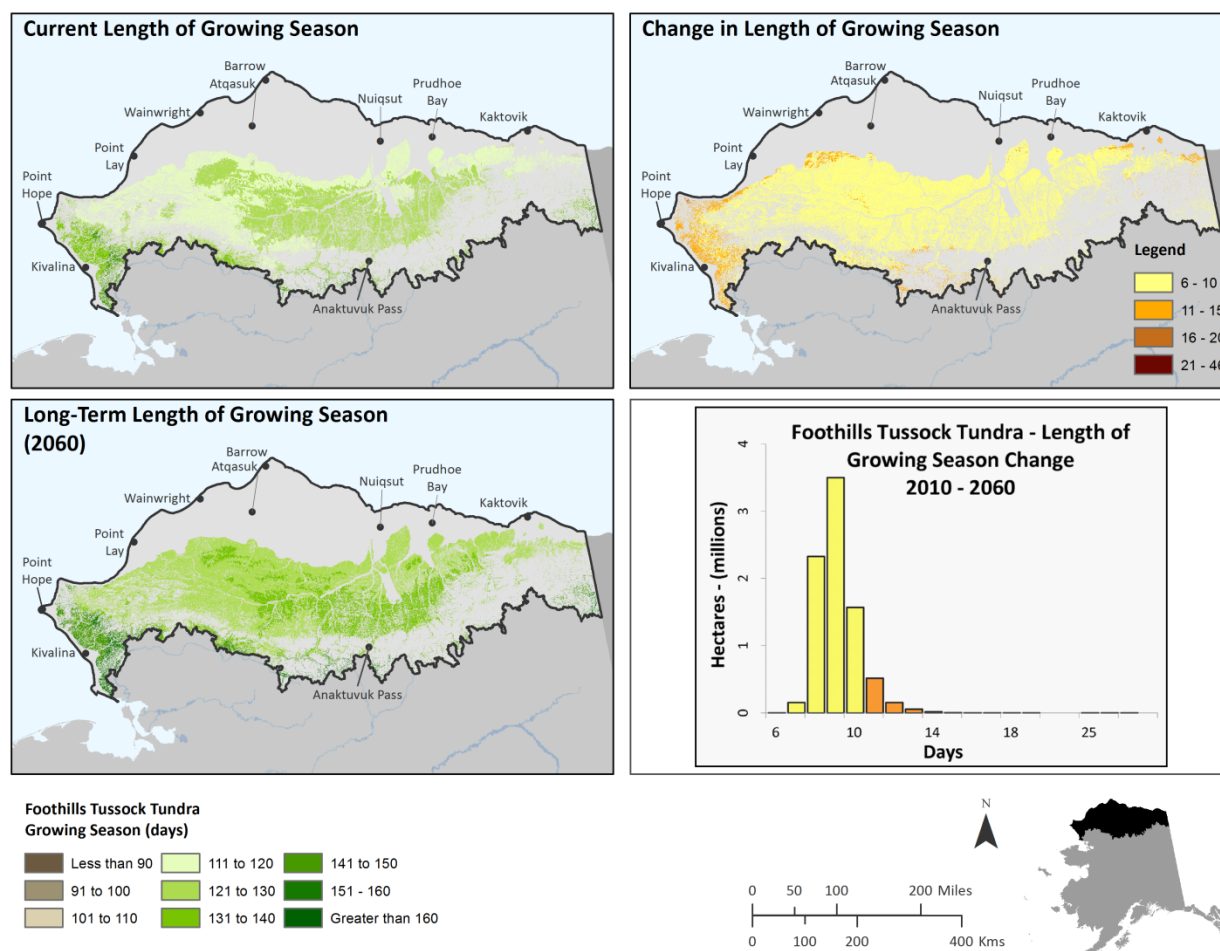 Current Length of Growing Season
Barrow
Atqasuk
Wainwright
Nuiqsut
Prudhoe
Bay
Kaktovik
Point
Lay
Point
Hope
Kivalina
Anaktuvuk Pass
Change in Length of Growing Season
Barrow
Atqasuk
Wainwright
Nuiqsut
Prudhoe
Bay
Kaktovik
Point
Lay
Point
Hope
Kivalina
Anaktuvuk Pass
Legend
6 - 10
11 - 15
16 - 20
21 - 46
Long-Term Length of Growing Season
(2060)
Barrow
Atqasuk
Wainwright
Nuiqsut
Prudhoe
Bay
Kaktovik
Point
Lay
Point
Hope
Kivalina
Anaktuvuk Pass
Foothills Tussock Tundra - Length of
Growing Season Change
2010 - 2060
Hectares - (millions)
4
3
2
1
0
6 10 14 18 25
Days
Foothills Tussock Tundra
Growing Season (days)
Less than 90
91 to 100
101 to 110
111 to 120
121 to 130
131 to 140
141 to 150
151 - 160
Greater than 160
N
0 50 100 200 Miles
0 100 200 400 Kms